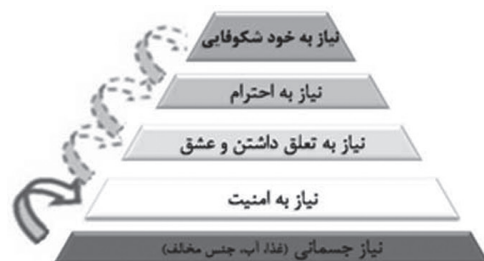 نیاز به خود شکوفایی
نیاز به احترام
نیاز به تعلق داشتن و عشق
نیاز به امنیت
نیاز جسمانی (غذا، آب، جنس مخالف)